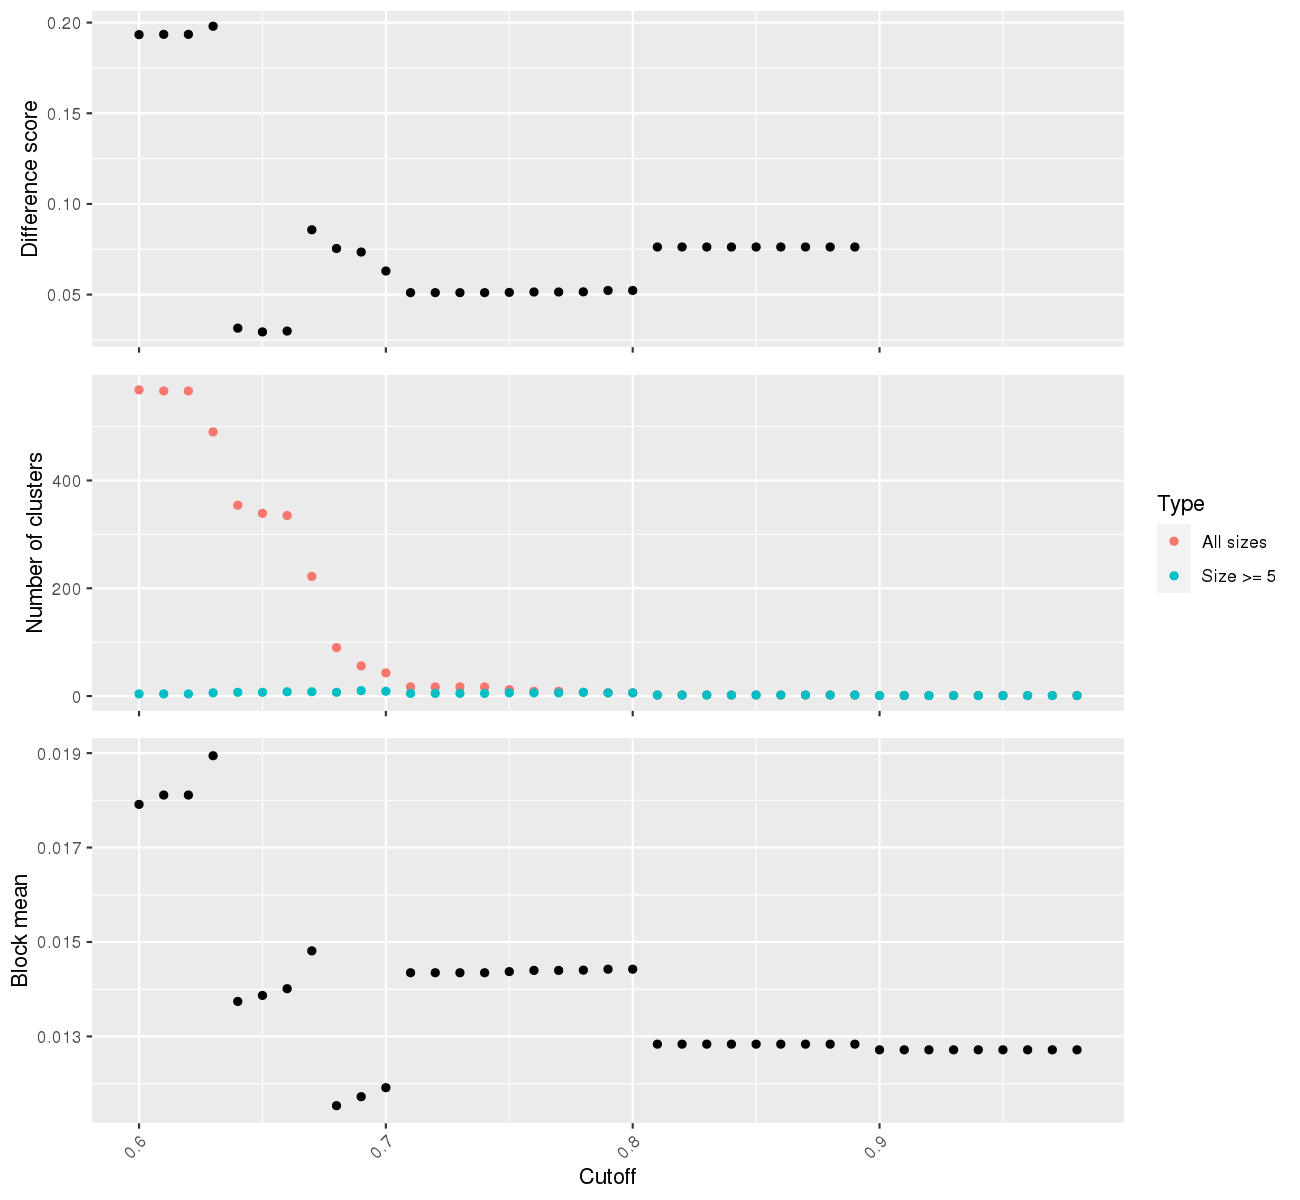 0.20
0.15
0.10
0.05
Difference score
400
200
0
Number of clusters
Type
All sizes
Size >= 5
0.019
0.017
0.015
0.013
Block mean
0.6
0.7
0.8
0.9
Cutoff